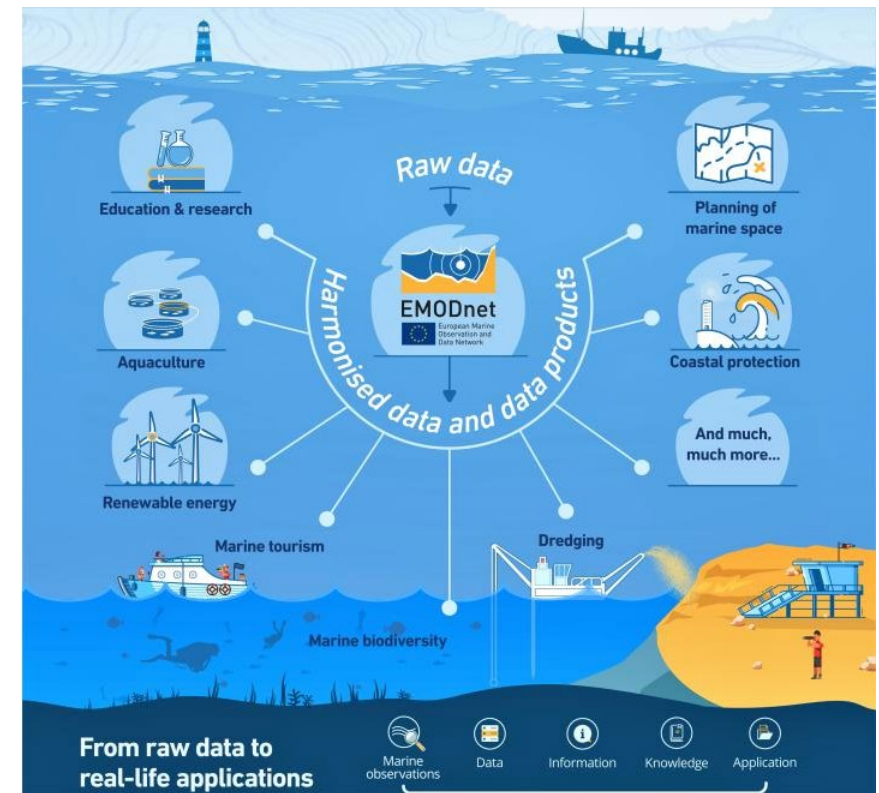 Raw data
EMODnet
European Marine
Observation and
Data Network
Harmonised data and data products
Education & research
Aquaculture
Renewable energy
Marine tourism
Marine biodiversity
Dredging
Planning of
marine space
Coastal protection
And much,
much more...
From raw data to
real-life applications
Marine
observations
Data
Information
Knowledge
Application